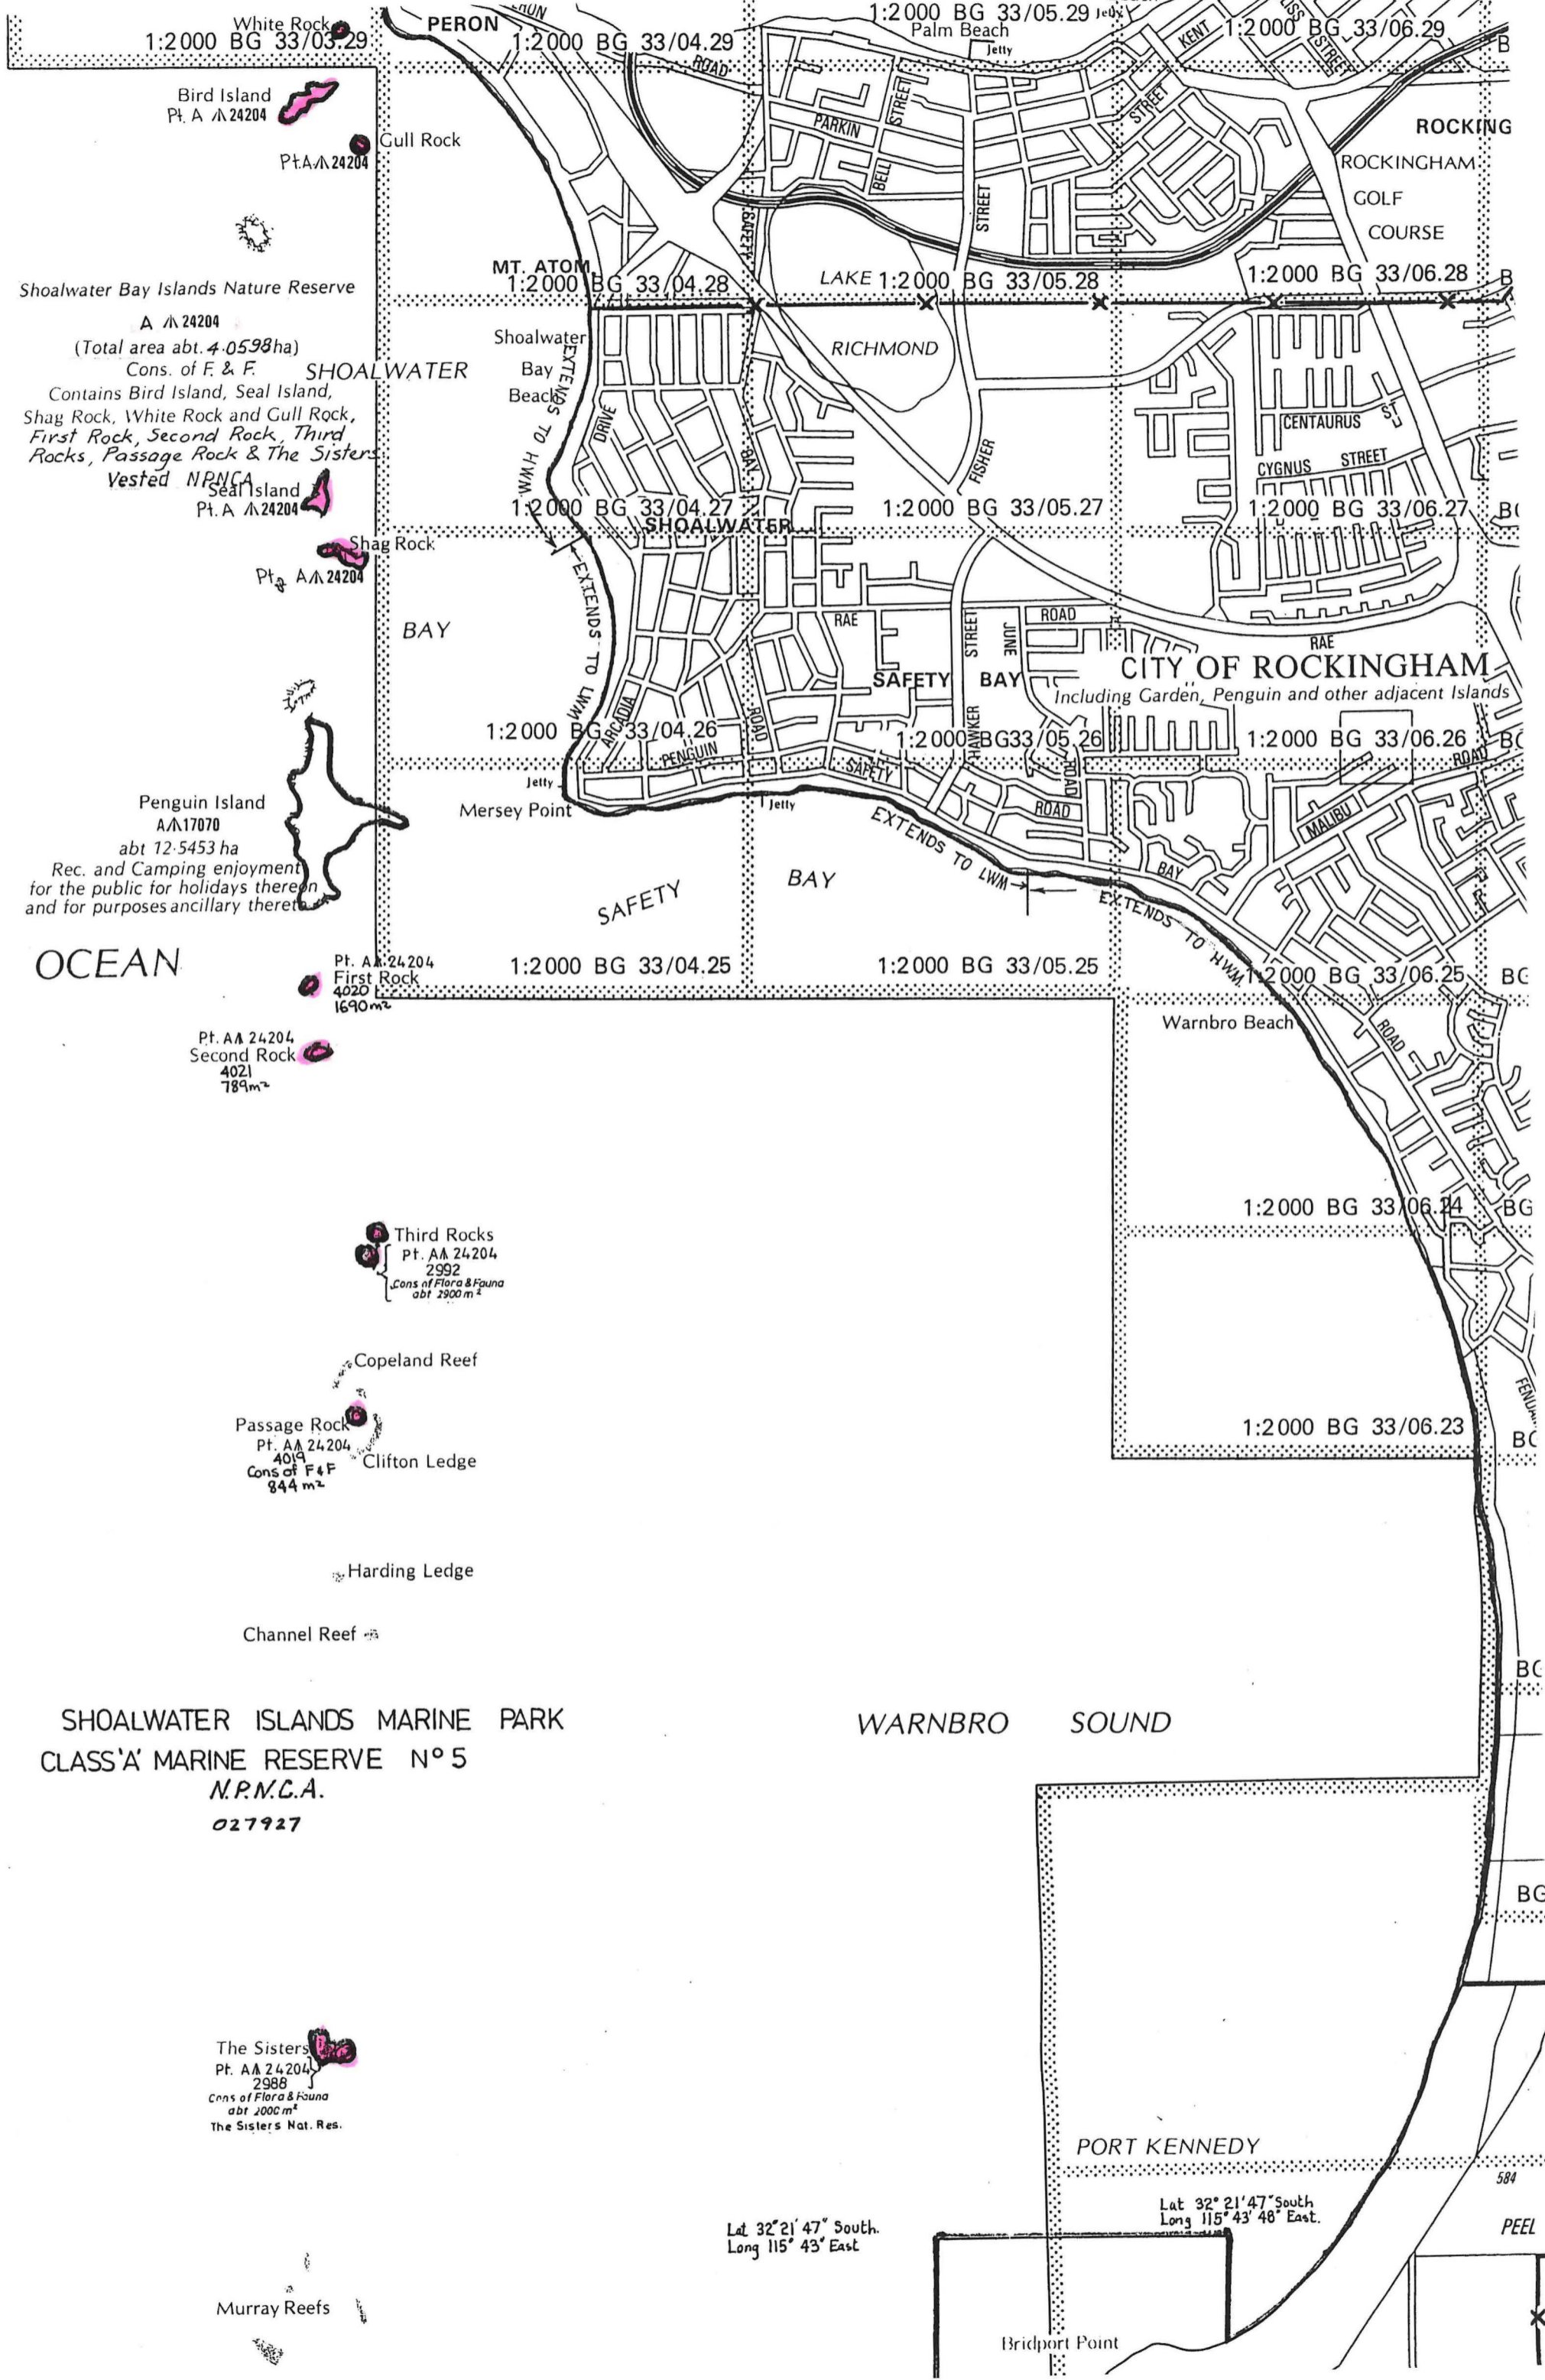 White Rock
PERON
1:2000 BG 33/03.29
1:2000 BG 33/04.29
1:2000 BG 33/05.29
Jetty
Palm Beach
Jetty
KENT
1:2000 BG 33/06.29
STREET
B
ROAD
Bird Island
Pt. A 24204
Gull Rock
Pt. A 24204
PARKIN
STREET
BELL
STREET
STREET
SAFETY
ROCKING
ROCKINGHAM
GOLF
COURSE
MT. ATOM
1:2000 BG 33/04.28
LAKE
1:2000 BG 33/05.28
1:2000 BG 33/06.28
B
RICHMOND
Shoalwater Bay Islands Nature Reserve
A 24204
(Total area abt. 4.0598ha)
Cons. of F. & F.
Contains Bird Island, Seal Island,
Shag Rock, White Rock and Gull Rock,
First Rock, Second Rock, Third
Rocks, Passage Rock & The Sisters
Vested NPNCA
SHOALWATER
Shoalwater
Bay
Beach
EXTENDS TO HWM
DRIVE
BAY
FISHER
CENTAURUS
ST
CYGNUS STREET
Seal Island
Pt. A 24204
1:2000 BG 33/04.27
1:2000 BG 33/05.27
1:2000 BG 33/06.27
BG
SHOALWATER
Shag Rock
Pt. A 24204
BAY
EXTENDS TO LWM
RAE
ROAD
STREET
JUNE
RAE
CITY OF ROCKINGHAM
Including Garden, Penguin and other adjacent Islands
SAFETY BAY
ARCADIA
ROAD
HAWKER
ROAD
1:2000 BG 33/04.26
1:2000 BG 33/05.26
1:2000 BG 33/06.26
BG
PENGUIN
SAFETY
ROAD
ROAD
MALIBU
Jetty
Mersey Point
Jetty
BAY
EXTENDS TO LWM
EXTENDS TO HWM
Penguin Island
A 17070
abt 12.5453 ha
Rec. and Camping enjoyment
for the public for holidays thereon
and for purposes ancillary thereto
SAFETY
BAY
OCEAN
Pt. A 24204
First Rock
4020
1690m²
1:2000 BG 33/04.25
1:2000 BG 33/05.25
1:2000 BG 33/06.25
BG
Pt. A 24204
Second Rock
4021
789m²
Warnbro Beach
ROAD
1:2000 BG 33/06.24
BG
Third Rocks
Pt. A 24204
2992
Cons of Flora & Fauna
abt 2900 m²
Copeland Reef
Passage Rock
Pt. A 24204
4019
Cons of F & F
844 m²
Clifton Ledge
1:2000 BG 33/06.23
BG
Harding Ledge
Channel Reef
BG
SHOALWATER ISLANDS MARINE PARK
CLASS 'A' MARINE RESERVE Nº 5
N.P.N.C.A.
027927
WARNBRO SOUND
BG
The Sisters
Pt. A 24204
2988
Cons of Flora & Fauna
abt 2000 m²
The Sisters Nat. Res.
PORT KENNEDY
584
PEEL
Lat 32° 21' 47" South.
Long 115° 43' East
Lat 32° 21' 47" South
Long 115° 43' 48" East.
Murray Reefs
Bridport Point